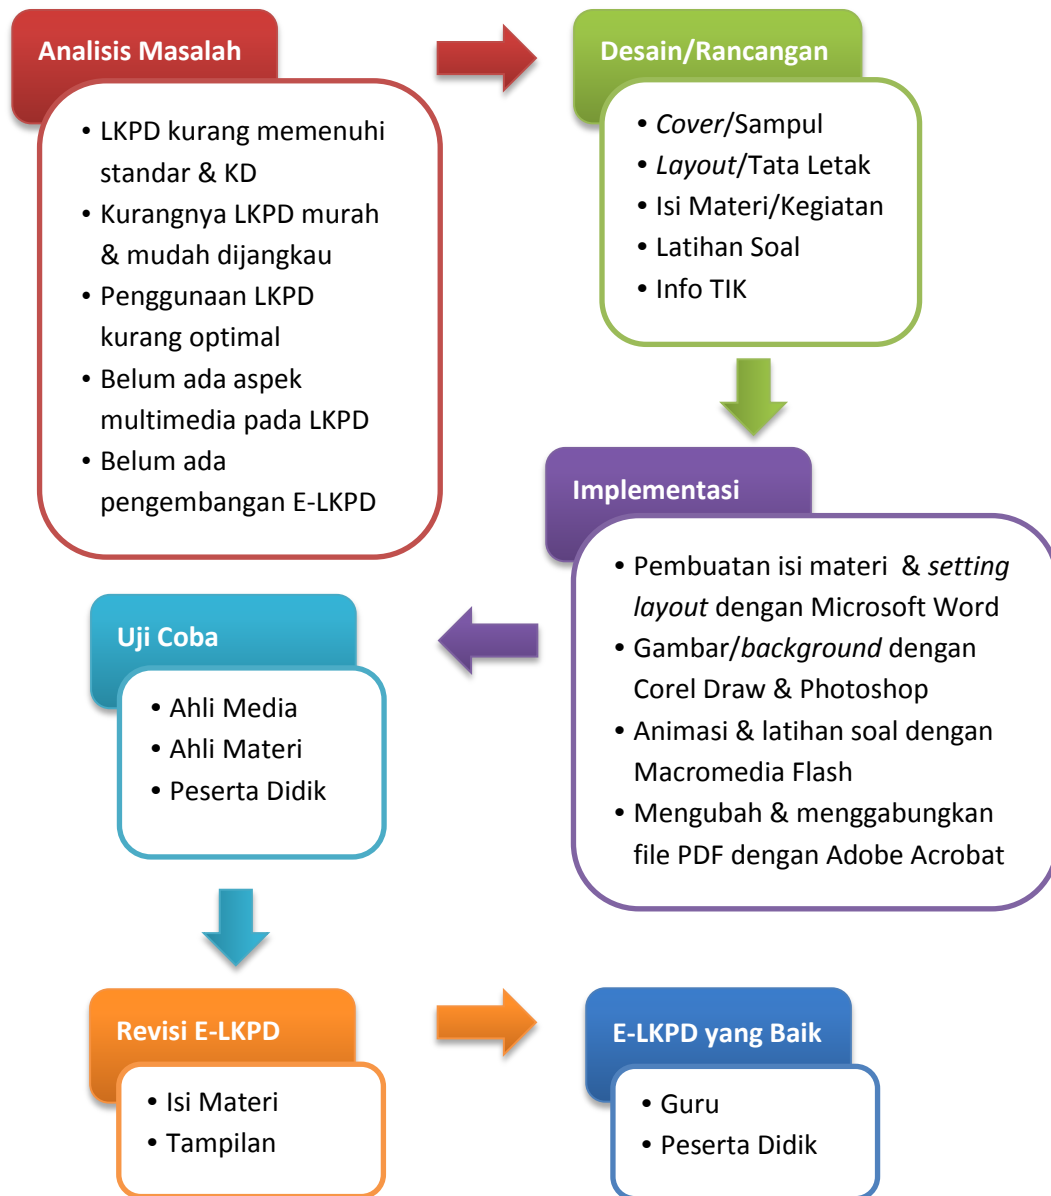 Analisis Masalah
• LKPD kurang memenuhi
standar & KD
• Kurangnya LKPD murah
& mudah dijangkau
• Penggunaan LKPD
kurang optimal
• Belum ada aspek
multimedia pada LKPD
• Belum ada
pengembangan E-LKPD
Desain/Rancangan
• Cover/Sampul
• Layout/Tata Letak
• Isi Materi/Kegiatan
• Latihan Soal
• Info TIK
Implementasi
• Pembuatan isi materi & setting
layout dengan Microsoft Word
• Gambar/background dengan
Corel Draw & Photoshop
• Animasi & latihan soal dengan
Macromedia Flash
• Mengubah & menggabungkan
file PDF dengan Adobe Acrobat
Uji Coba
• Ahli Media
• Ahli Materi
• Peserta Didik
Revisi E-LKPD
• Isi Materi
• Tampilan
E-LKPD yang Baik
• Guru
• Peserta Didik